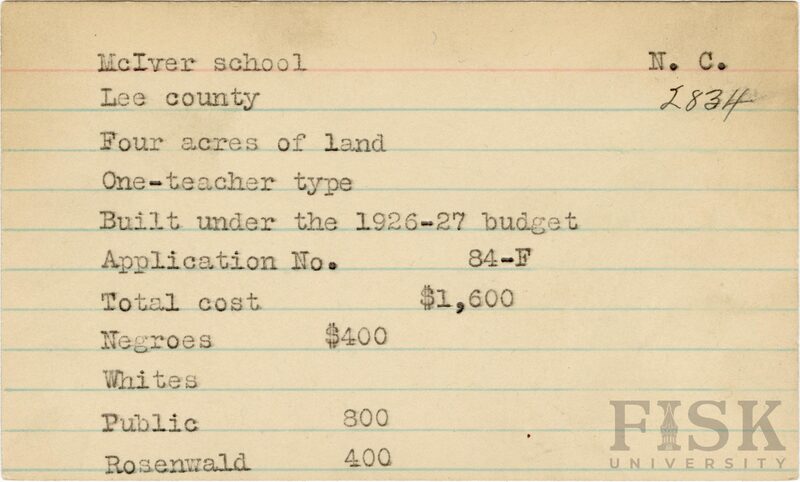 McIver school N. C.
Lee county 2834
Four acres of land
One-teacher type
Built under the 1926-27 budget
Application No. 84-F
Total cost $1,600
Negroes $400
Whites
Public 800
Rosenwald 400
FISK
UNIVERSITY